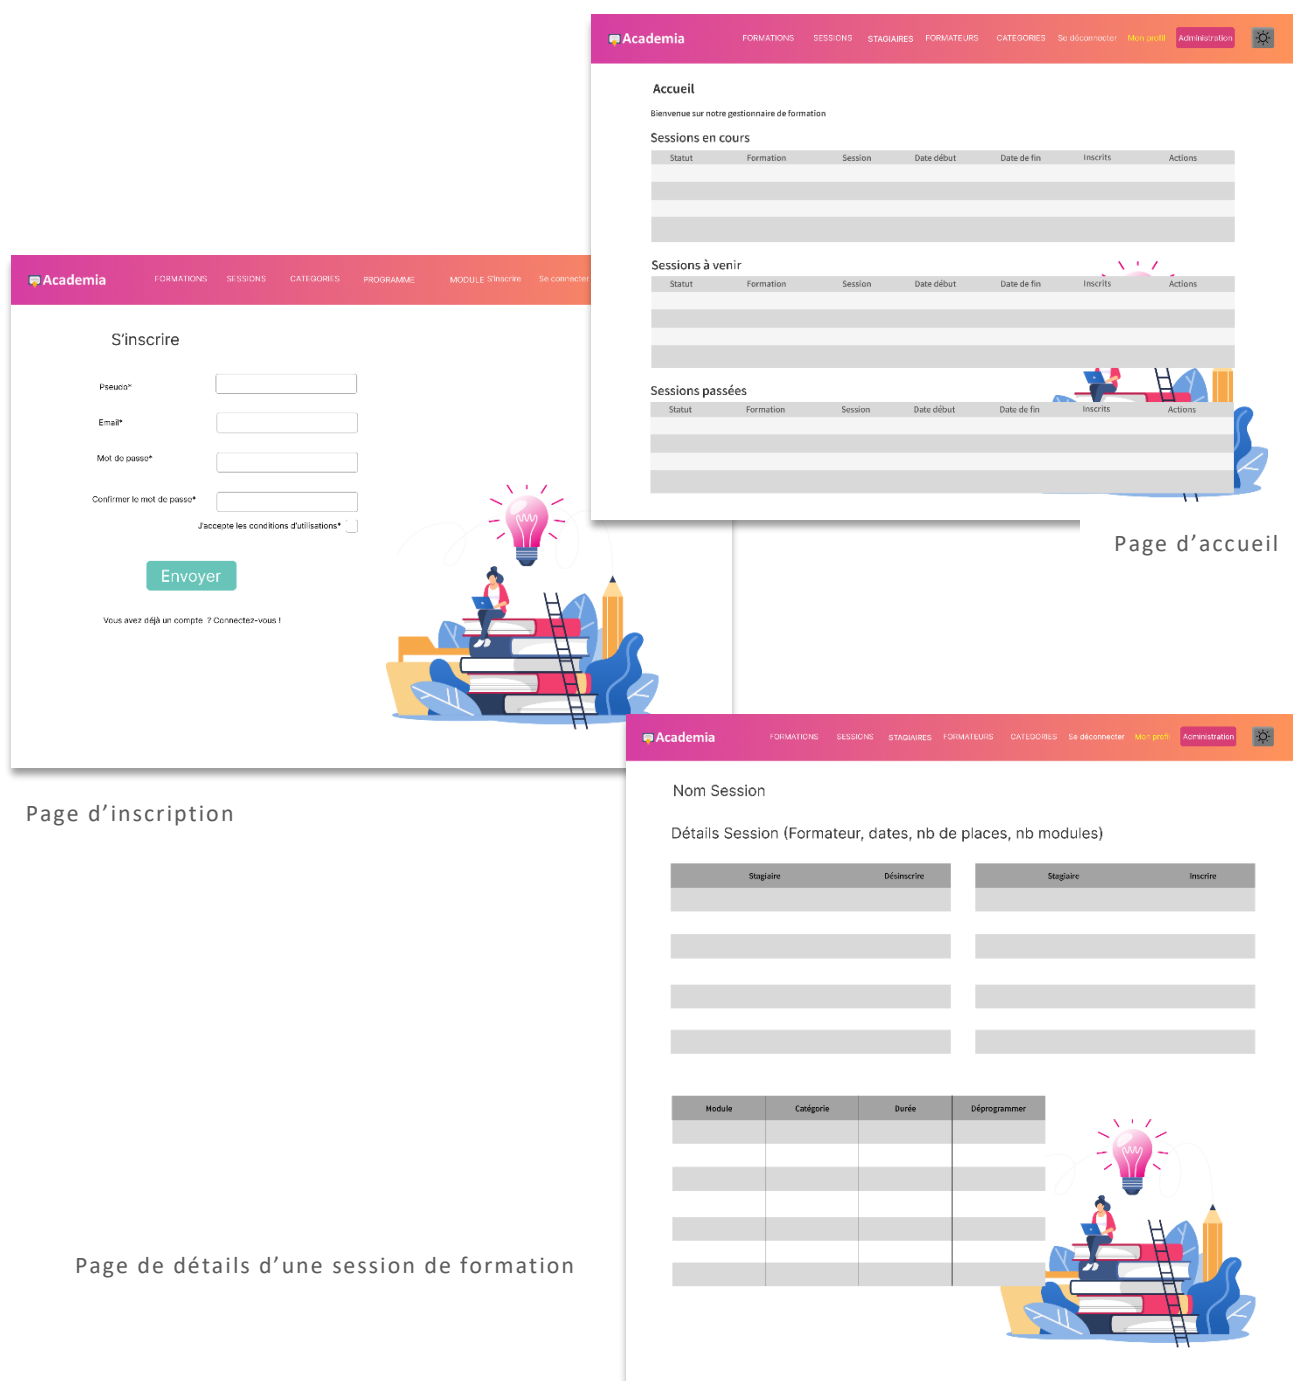 Academia FORMATIONS SESSIONS STAGIAIRES FORMATEURS CATEGORIES Se déconnecter Mon profil Administration
Accueil
Bienvenue sur notre gestionnaire de formation
Sessions en cours
Statut Formation Session Date début Date de fin Inscrits Actions
Sessions à venir
Statut Formation Session Date début Date de fin Inscrits Actions
Sessions passées
Statut Formation Session Date début Date de fin Inscrits Actions
Page d’accueil
Academia FORMATIONS SESSIONS CATEGORIES PROGRAMME MODULE S'inscrire Se connecter
S’inscrire
Pseudo*
Email*
Mot de passe*
Confirmer le mot de passe*
J'accepte les conditions d'utilisations*
Envoyer
Vous avez déjà un compte ? Connectez-vous !
Page d’inscription
Academia FORMATIONS SESSIONS STAGIAIRES FORMATEURS CATEGORIES Se déconnecter Mon profil Administration
Nom Session
Détails Session (Formateur, dates, nb de places, nb modules)
Stagiaire Désinscrire Stagiaire Inscrire
Module Catégorie Durée Déprogrammer
Page de détails d’une session de formation